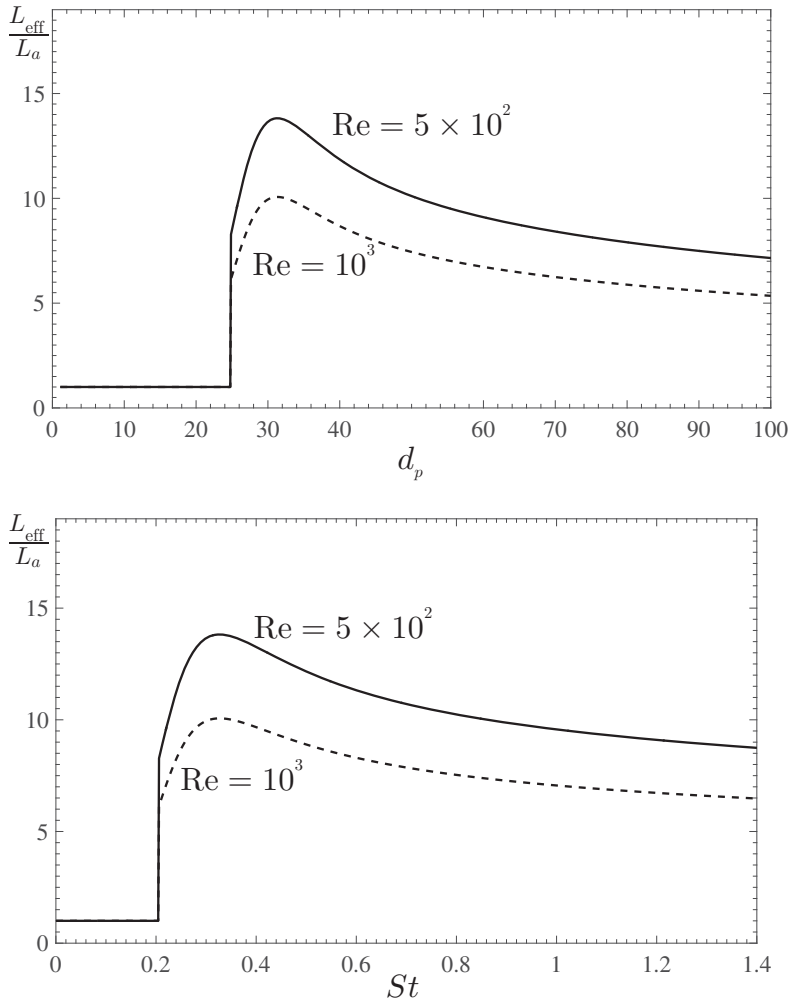 L_eff / L_a
15
10
5
0
Re = 5 × 10^2
Re = 10^3
0 10 20 30 40 50 60 70 80 90 100
d_p
L_eff / L_a
15
10
5
0
Re = 5 × 10^2
Re = 10^3
0 0.2 0.4 0.6 0.8 1 1.2 1.4
St